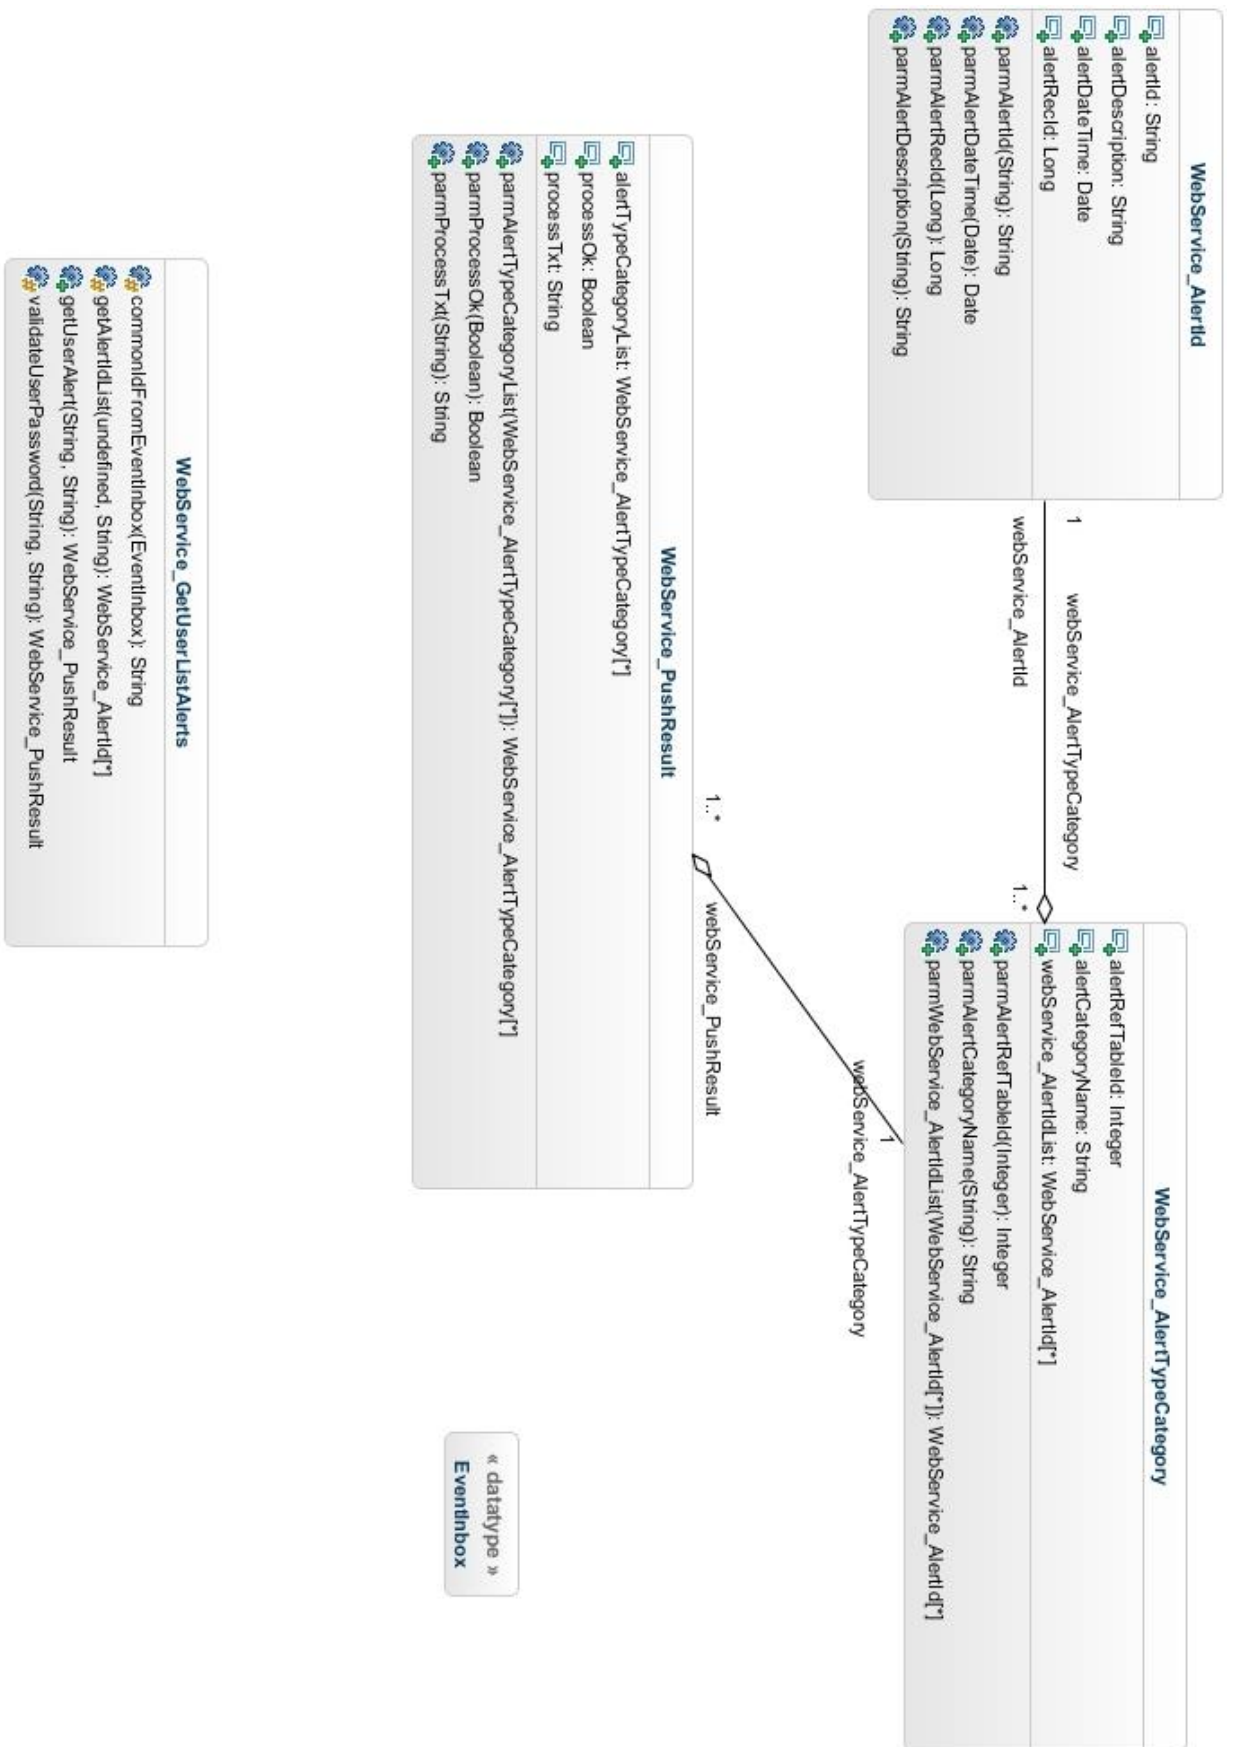 WebService_AlertId
alertId: String
alertDescription: String
alertDateTime: Date
alertRecId: Long
parmAlertId(String): String
parmAlertDateTime(Date): Date
parmAlertRecId(Long): Long
parmAlertDescription(String): String
1
webService_AlertTypeCategory
webService_AlertId
1..*
WebService_AlertTypeCategory
alertRefTableId: Integer
alertCategoryName: String
webService_AlertIdList: WebService_AlertId[*]
parmAlertRefTableId(Integer): Integer
parmAlertCategoryName(String): String
parmWebService_AlertIdList(WebService_AlertId[*]): WebService_AlertId[*]
1
webService_AlertTypeCategory
1..*
webService_PushResult
WebService_PushResult
alertTypeCategoryList: WebService_AlertTypeCategory[*]
processOk: Boolean
processTxt: String
parmAlertTypeCategoryList(WebService_AlertTypeCategory[*]): WebService_AlertTypeCategory[*]
parmProcessOk(Boolean): Boolean
parmProcessTxt(String): String
« datatype »
EventInbox
WebService_GetUserListAlerts
commonIdFromEventInbox(EventInbox): String
getAlertIdList(undefined, String): WebService_AlertId[*]
getUserAlert(String, String): WebService_PushResult
validateUserPassword(String, String): WebService_PushResult